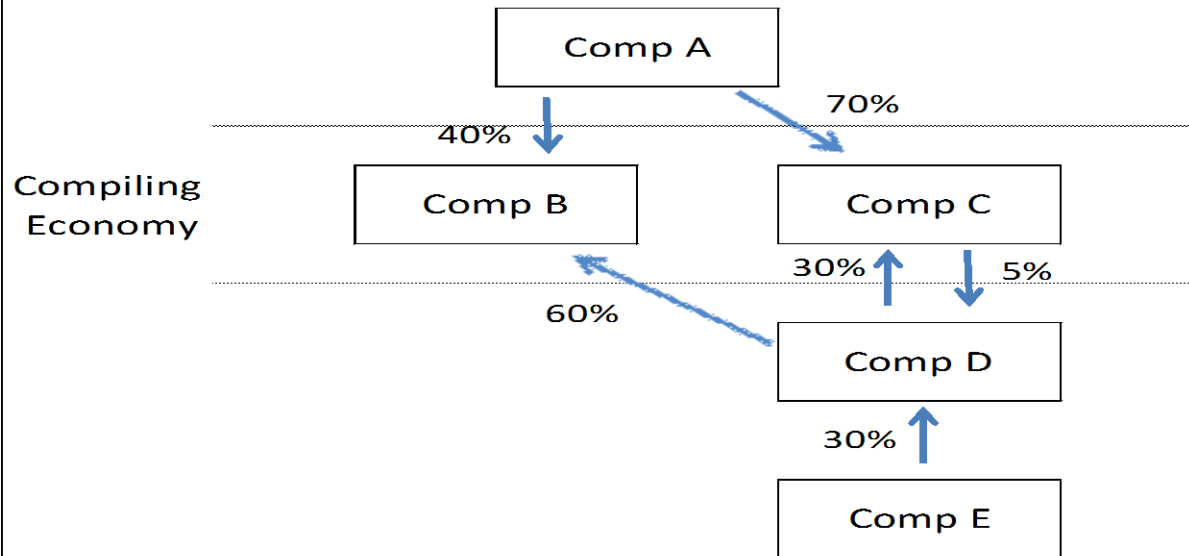 Comp A
70%
40%
Compiling
Economy
Comp B
Comp C
30%
5%
60%
Comp D
30%
Comp E